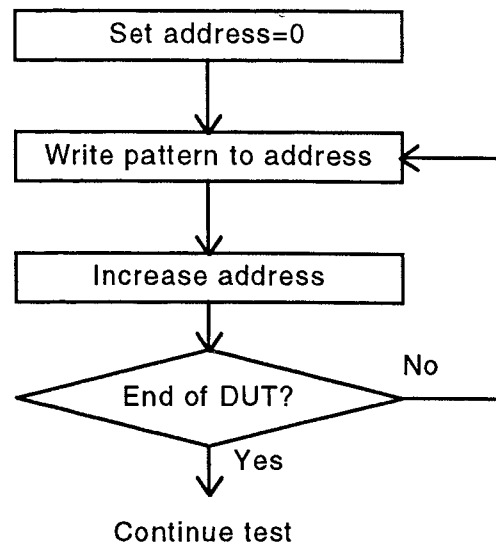 Set address=0
Write pattern to address
Increase address
No
End of DUT?
Yes
Continue test